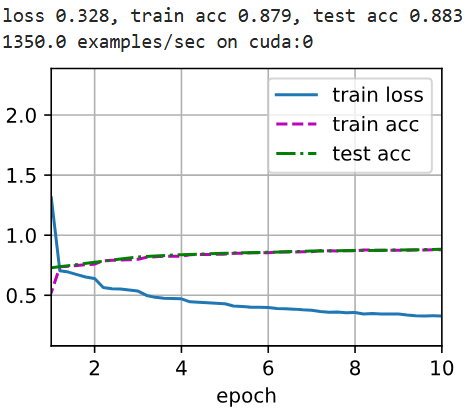 loss 0.328, train acc 0.879, test acc 0.883
1350.0 examples/sec on cuda:0
train loss
train acc
test acc
2.0
1.5
1.0
0.5
2 4 6 8 10
epoch